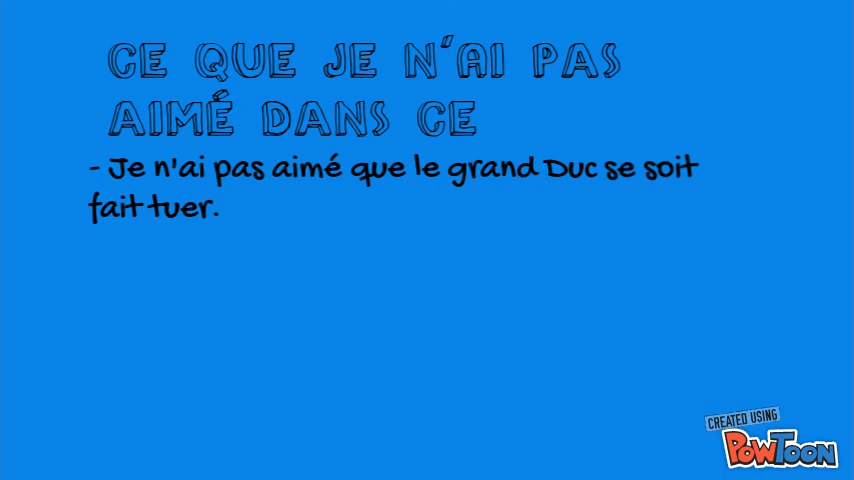 CE QUE JE N'AI PAS
AIMÉ DANS CE
- Je n'ai pas aimé que le grand Duc se soit
fait tuer.
CREATED USING
POWTOON